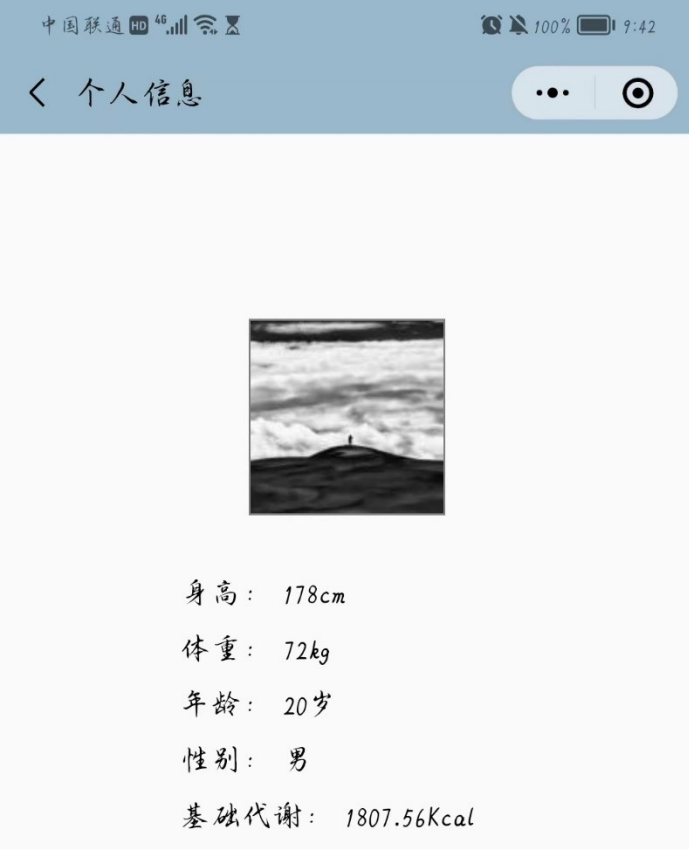 中国联通 HD 4G 100% 9:42
个人信息
身高： 178cm
体重： 72kg
年龄： 20岁
性别： 男
基础代谢： 1807.56Kcal